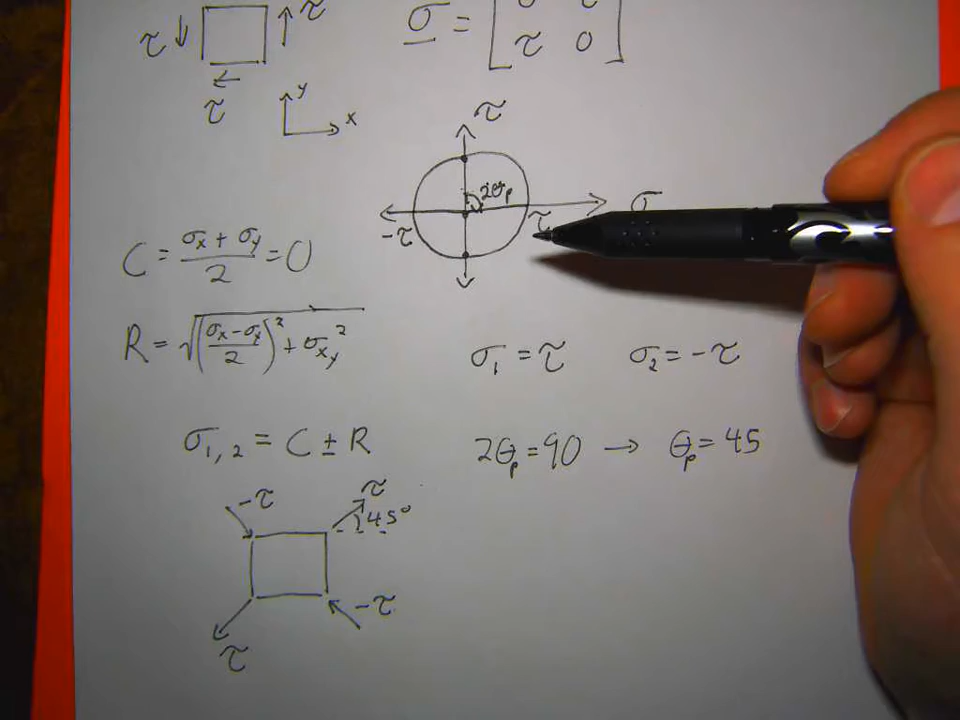 τ
τ
σ = [ τ 0 ]
τ
y
x
τ
2θp
σ
-τ
τ
C = (σx + σy)/2 = 0
R = √(((σx - σy)/2)² + σxy²)
σ1 = τ σ2 = -τ
σ1,2 = C ± R
2θp = 90 → θp = 45
-τ
τ
45°
-τ
τ